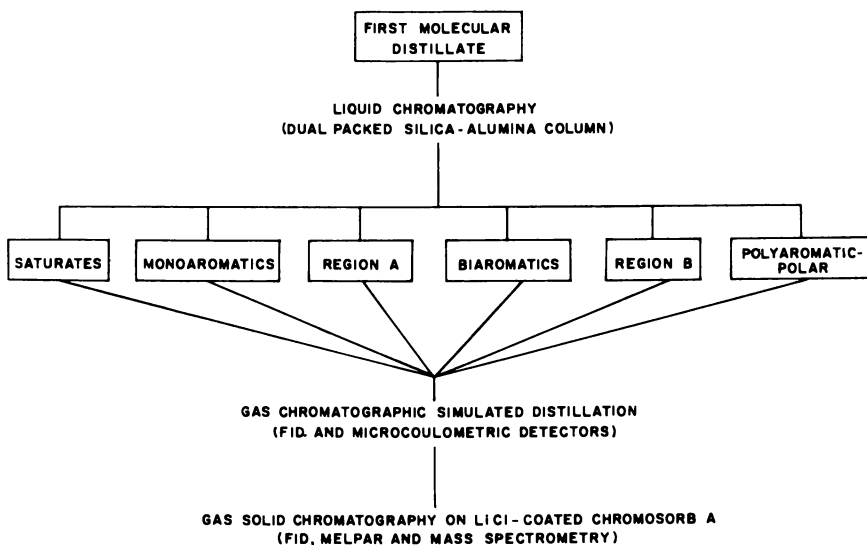 FIRST MOLECULAR
DISTILLATE
LIQUID CHROMATOGRAPHY
(DUAL PACKED SILICA-ALUMINA COLUMN)
SATURATES
MONOAROMATICS
REGION A
BIAROMATICS
REGION B
POLYAROMATIC-
POLAR
GAS CHROMATOGRAPHIC SIMULATED DISTILLATION
(FID. AND MICROCOULOMETRIC DETECTORS)
GAS SOLID CHROMATOGRAPHY ON LiCl-COATED CHROMOSORB A
(FID, MELPAR AND MASS SPECTROMETRY)